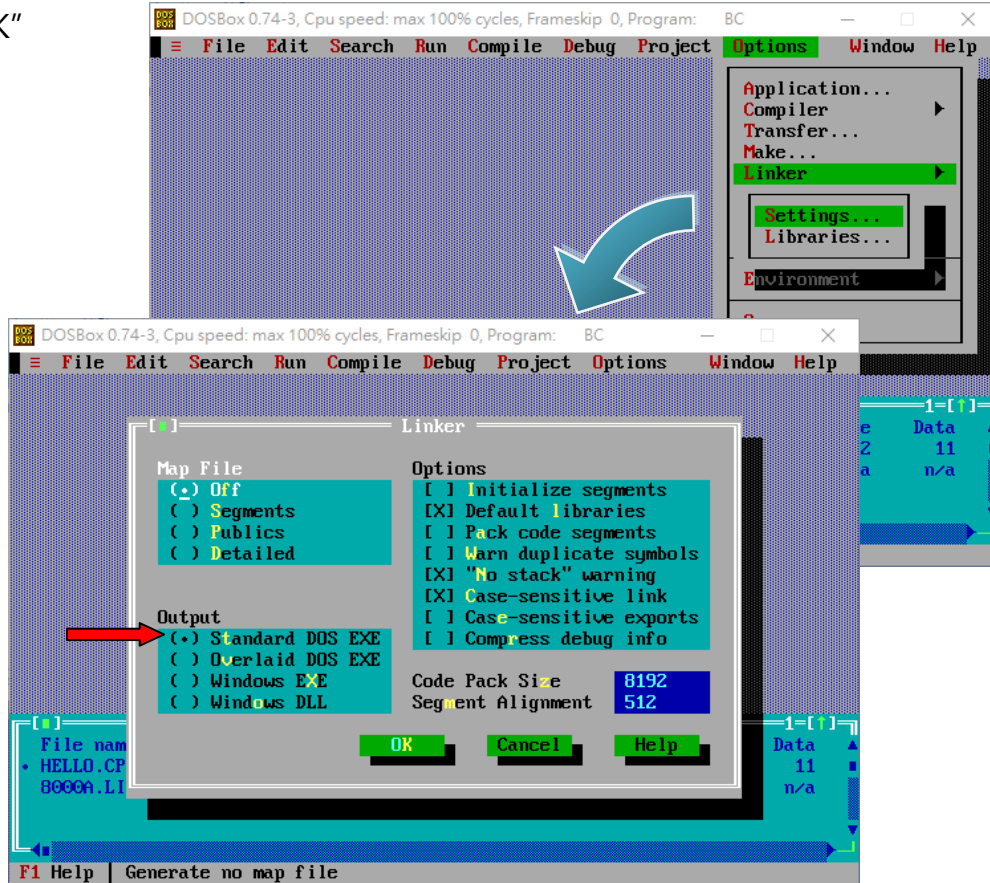 K"
DOSBox 0.74-3, Cpu speed: max 100% cycles, Frameskip 0, Program: BC
≡ File Edit Search Run Compile Debug Project Options Window Help
Application...
Compiler
Transfer...
Make...
Linker
Settings...
Libraries...
Environment
1=[↑]
Data
2 11
a n/a
DOSBox 0.74-3, Cpu speed: max 100% cycles, Frameskip 0, Program: BC
≡ File Edit Search Run Compile Debug Project Options Window Help
Linker
Map File
(•) Off
( ) Segments
( ) Publics
( ) Detailed
Options
[ ] Initialize segments
[X] Default libraries
[ ] Pack code segments
[ ] Warn duplicate symbols
[X] "No stack" warning
[X] Case-sensitive link
[ ] Case-sensitive exports
[ ] Compress debug info
Output
(•) Standard DOS EXE
( ) Overlaid DOS EXE
( ) Windows EXE
( ) Windows DLL
Code Pack Size 8192
Segment Alignment 512
OK Cancel Help
1=[↑]
File nam Data
• HELLO.CP 11
8000A.LI n/a
F1 Help | Generate no map file